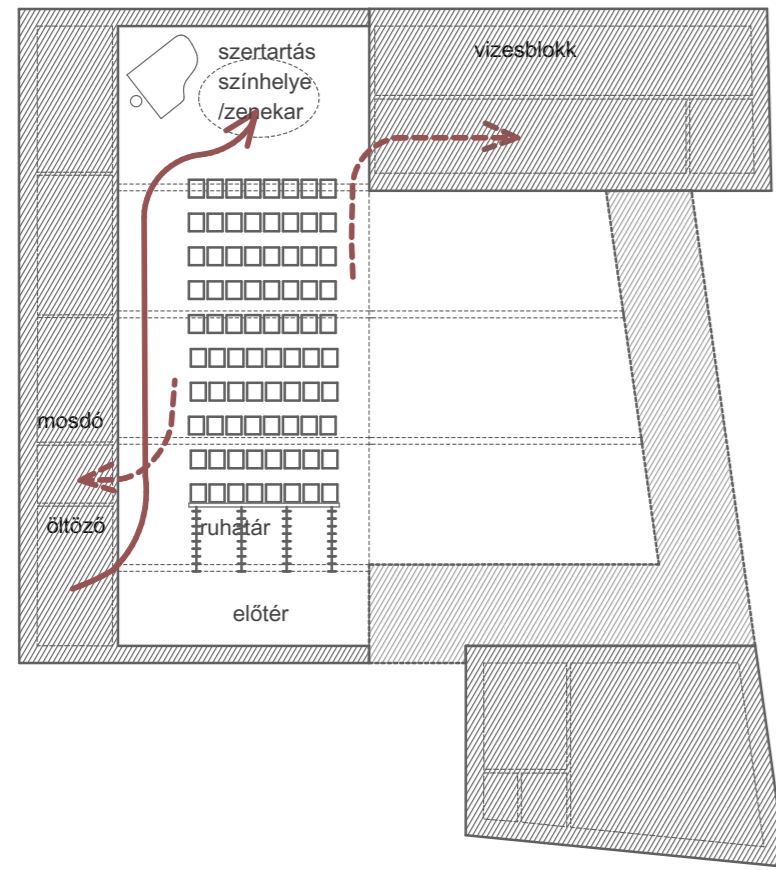 szertartás
színhelye
/zenekar
vizesblokk
mosdó
öltöző
ruhatár
előtér